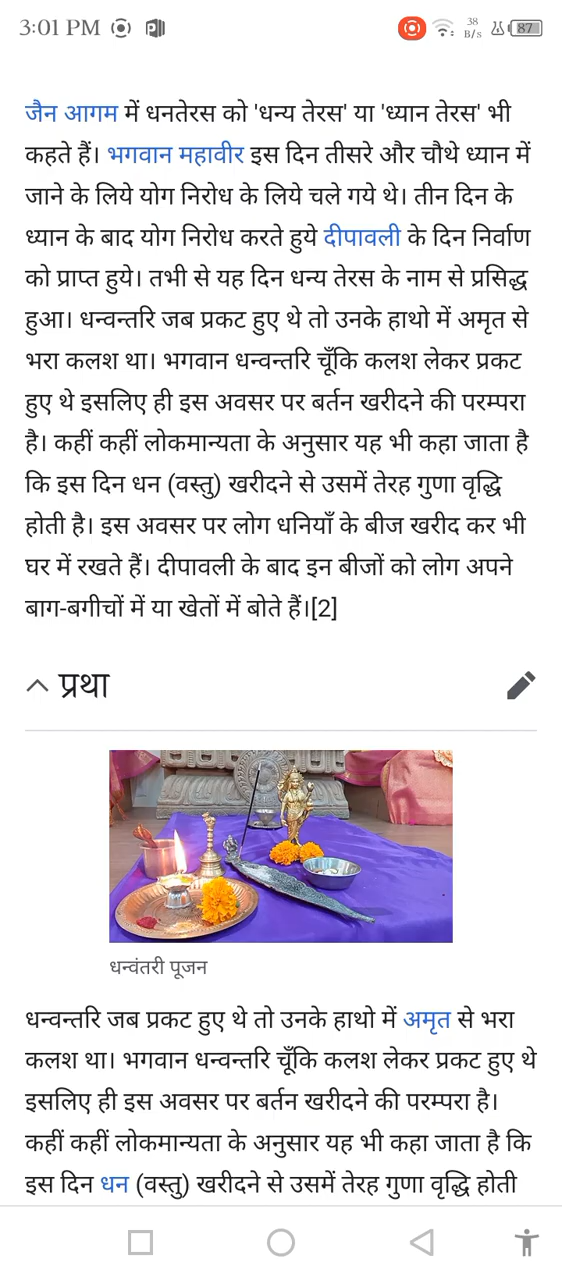 3:01 PM
38
B/s
87
जैन आगम में धनतेरस को 'धन्य तेरस' या 'ध्यान तेरस' भी
कहते हैं। भगवान महावीर इस दिन तीसरे और चौथे ध्यान में
जाने के लिये योग निरोध के लिये चले गये थे। तीन दिन के
ध्यान के बाद योग निरोध करते हुये दीपावली के दिन निर्वाण
को प्राप्त हुये। तभी से यह दिन धन्य तेरस के नाम से प्रसिद्ध
हुआ। धन्वन्तरि जब प्रकट हुए थे तो उनके हाथो में अमृत से
भरा कलश था। भगवान धन्वन्तरि चूँकि कलश लेकर प्रकट
हुए थे इसलिए ही इस अवसर पर बर्तन खरीदने की परम्परा
है। कहीं कहीं लोकमान्यता के अनुसार यह भी कहा जाता है
कि इस दिन धन (वस्तु) खरीदने से उसमें तेरह गुणा वृद्धि
होती है। इस अवसर पर लोग धनियाँ के बीज खरीद कर भी
घर में रखते हैं। दीपावली के बाद इन बीजों को लोग अपने
बाग-बगीचों में या खेतों में बोते हैं।[2]
प्रथा
धन्वंतरी पूजन
धन्वन्तरि जब प्रकट हुए थे तो उनके हाथो में अमृत से भरा
कलश था। भगवान धन्वन्तरि चूँकि कलश लेकर प्रकट हुए थे
इसलिए ही इस अवसर पर बर्तन खरीदने की परम्परा है।
कहीं कहीं लोकमान्यता के अनुसार यह भी कहा जाता है कि
इस दिन धन (वस्तु) खरीदने से उसमें तेरह गुणा वृद्धि होती